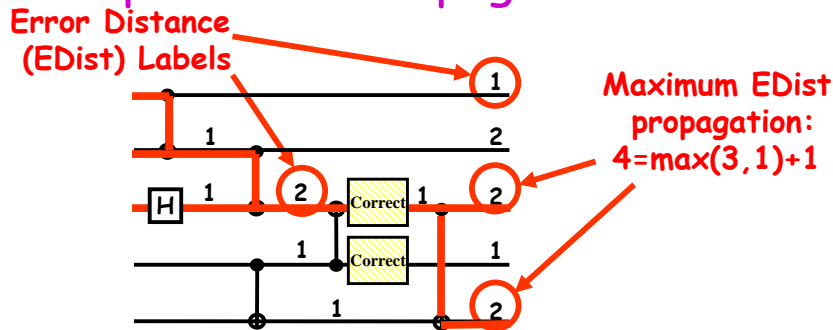 Error Distance
(EDist) Labels
1
Maximum EDist
propagation:
4=max(3,1)+1
1
2
H
1
2
Correct
1
2
1
Correct
1
1
2